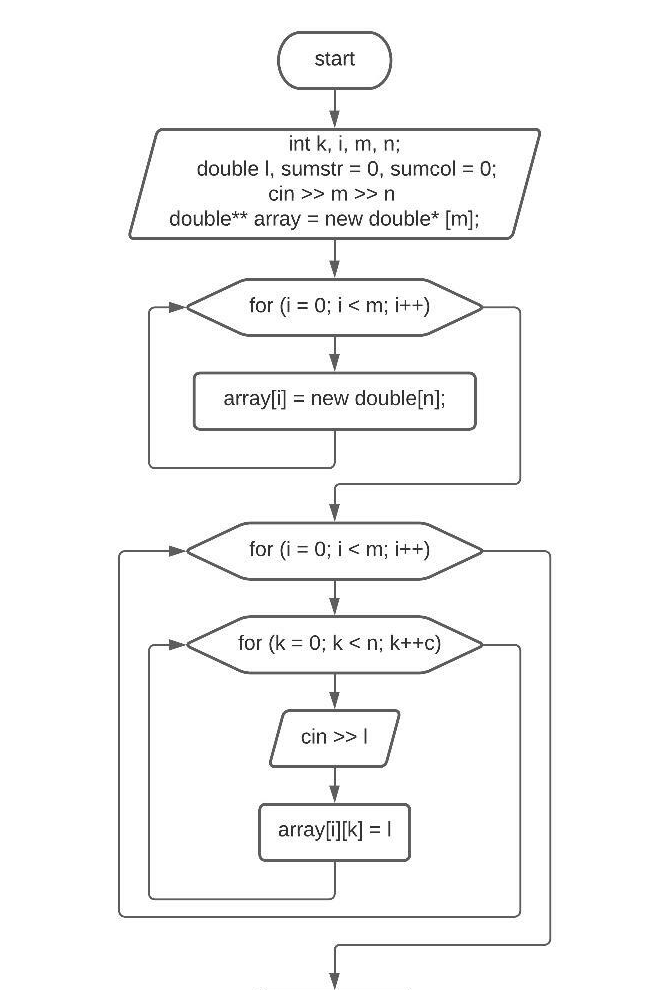 start
int k, i, m, n;
double l, sumstr = 0, sumcol = 0;
cin >> m >> n
double** array = new double* [m];
for (i = 0; i < m; i++)
array[i] = new double[n];
for (i = 0; i < m; i++)
for (k = 0; k < n; k++c)
cin >> l
array[i][k] = l